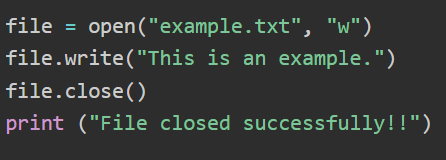 file = open("example.txt", "w")
file.write("This is an example.")
file.close()
print ("File closed successfully!!")